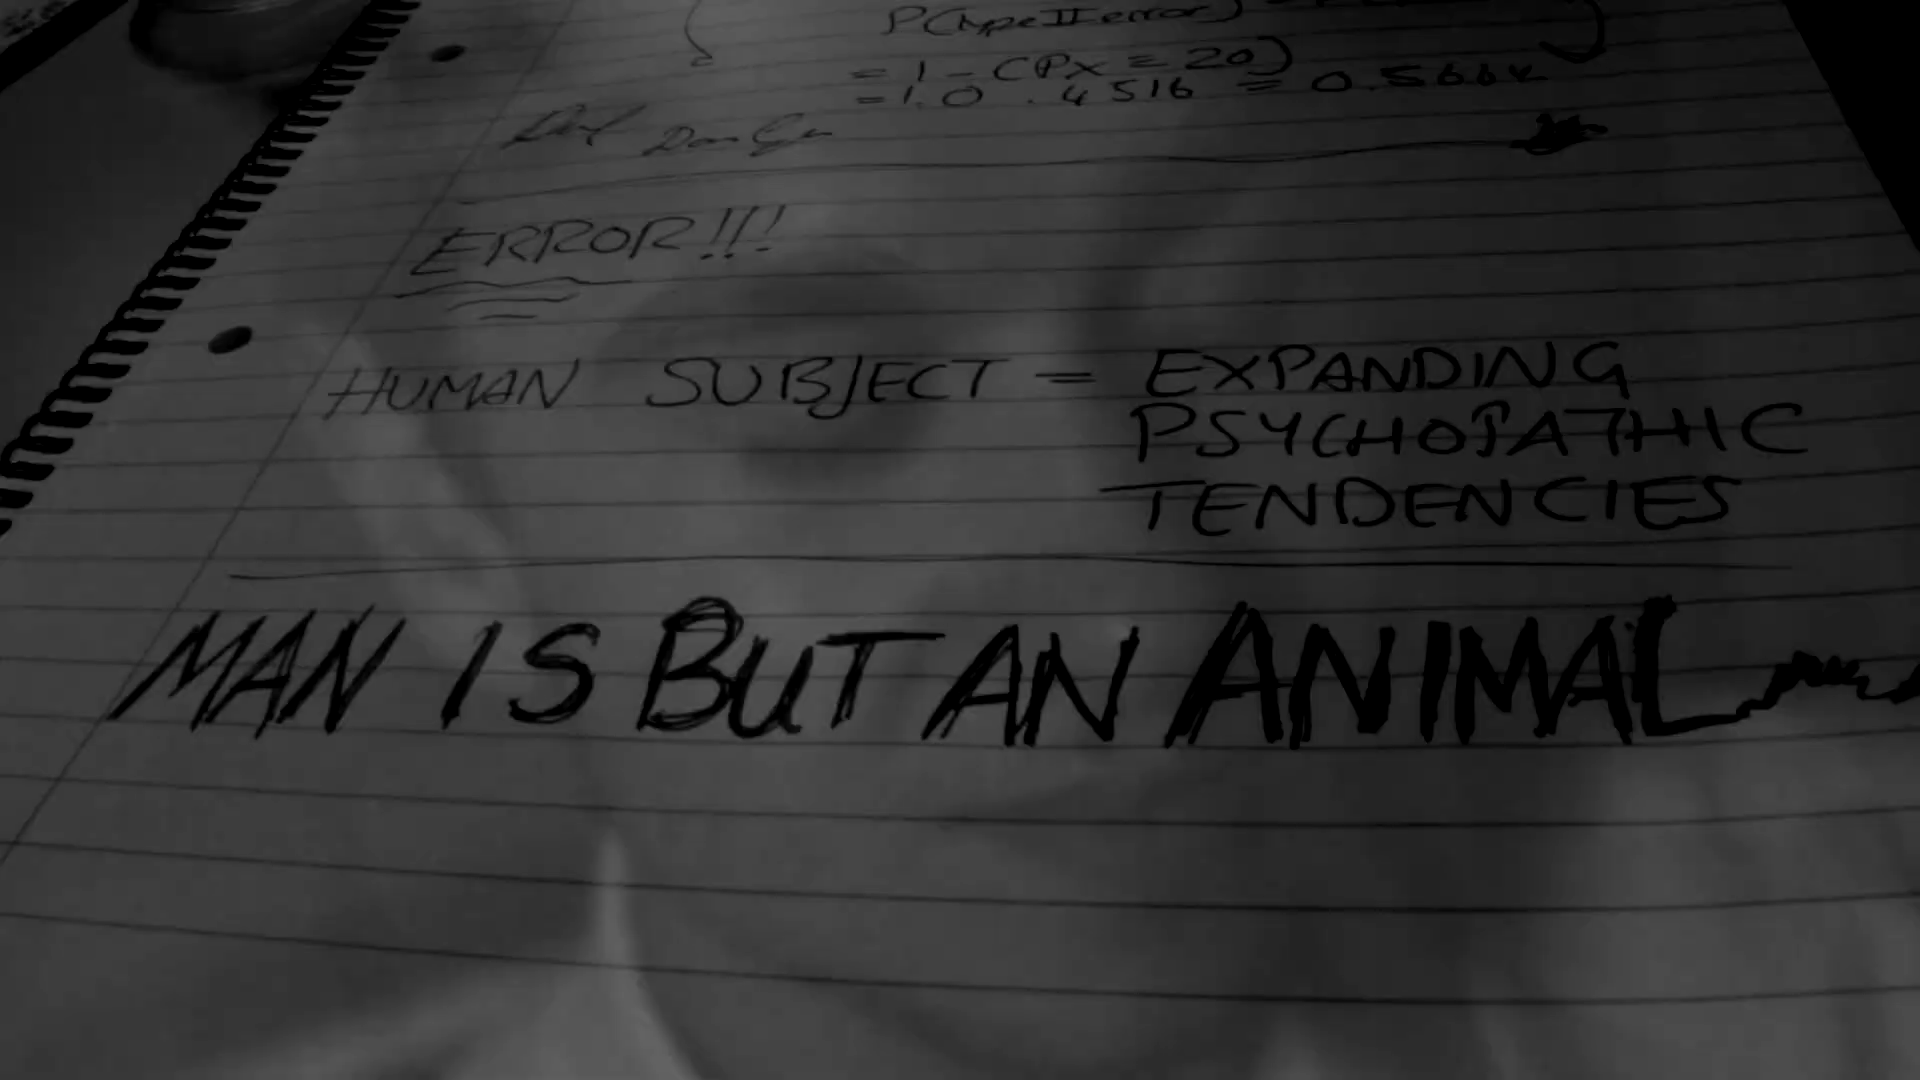 P(type II error)
= 1 - (Px = 20)
= 1.0 . 4516 = 0.5664
ERROR!!!
HUMAN SUBJECT = EXPANDING
PSYCHOPATHIC
TENDENCIES
MAN IS BUT AN ANIMAL